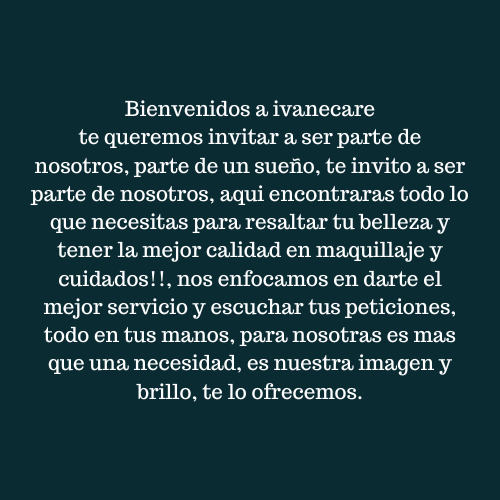 Bienvenidos a ivanecare
te queremos invitar a ser parte de
nosotros, parte de un sueño, te invito a ser
parte de nosotros, aqui encontraras todo lo
que necesitas para resaltar tu belleza y
tener la mejor calidad en maquillaje y
cuidados!!, nos enfocamos en darte el
mejor servicio y escuchar tus peticiones,
todo en tus manos, para nosotras es mas
que una necesidad, es nuestra imagen y
brillo, te lo ofrecemos.